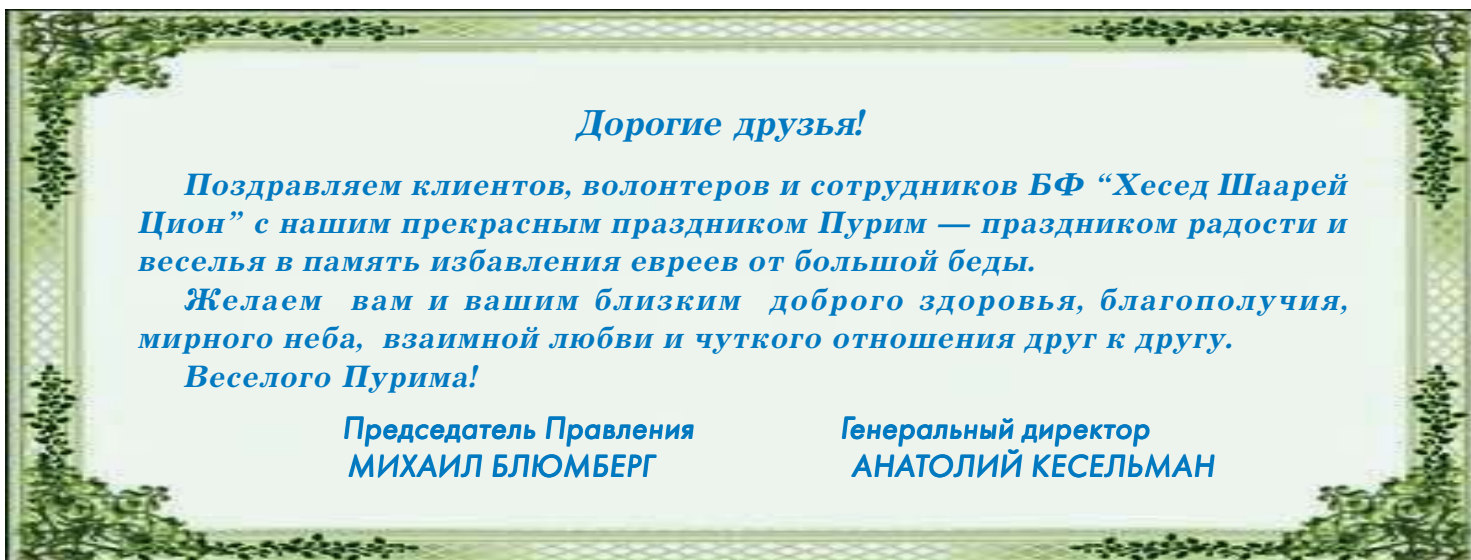 Дорогие друзья!
Поздравляем клиентов, волонтеров и сотрудников БФ “Хесед Шаарей
Цион” с нашим прекрасным праздником Пурим — праздником радости и
веселья в память избавления евреев от большой беды.
Желаем вам и вашим близким доброго здоровья, благополучия,
мирного неба, взаимной любви и чуткого отношения друг к другу.
Веселого Пурима!
Председатель Правления Генеральный директор
МИХАИЛ БЛЮМБЕРГ АНАТОЛИЙ КЕСЕЛЬМАН